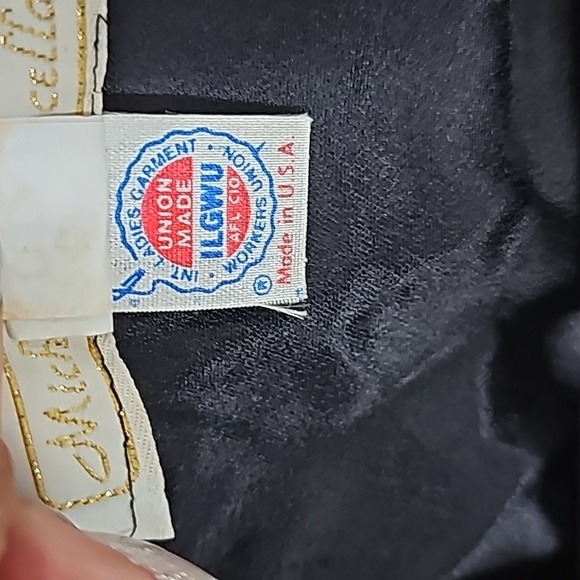 INT LADIES GARMENT
WORKERS UNION
UNION
MADE
ILGWU
AFL CIO
®
Made in U.S.A.